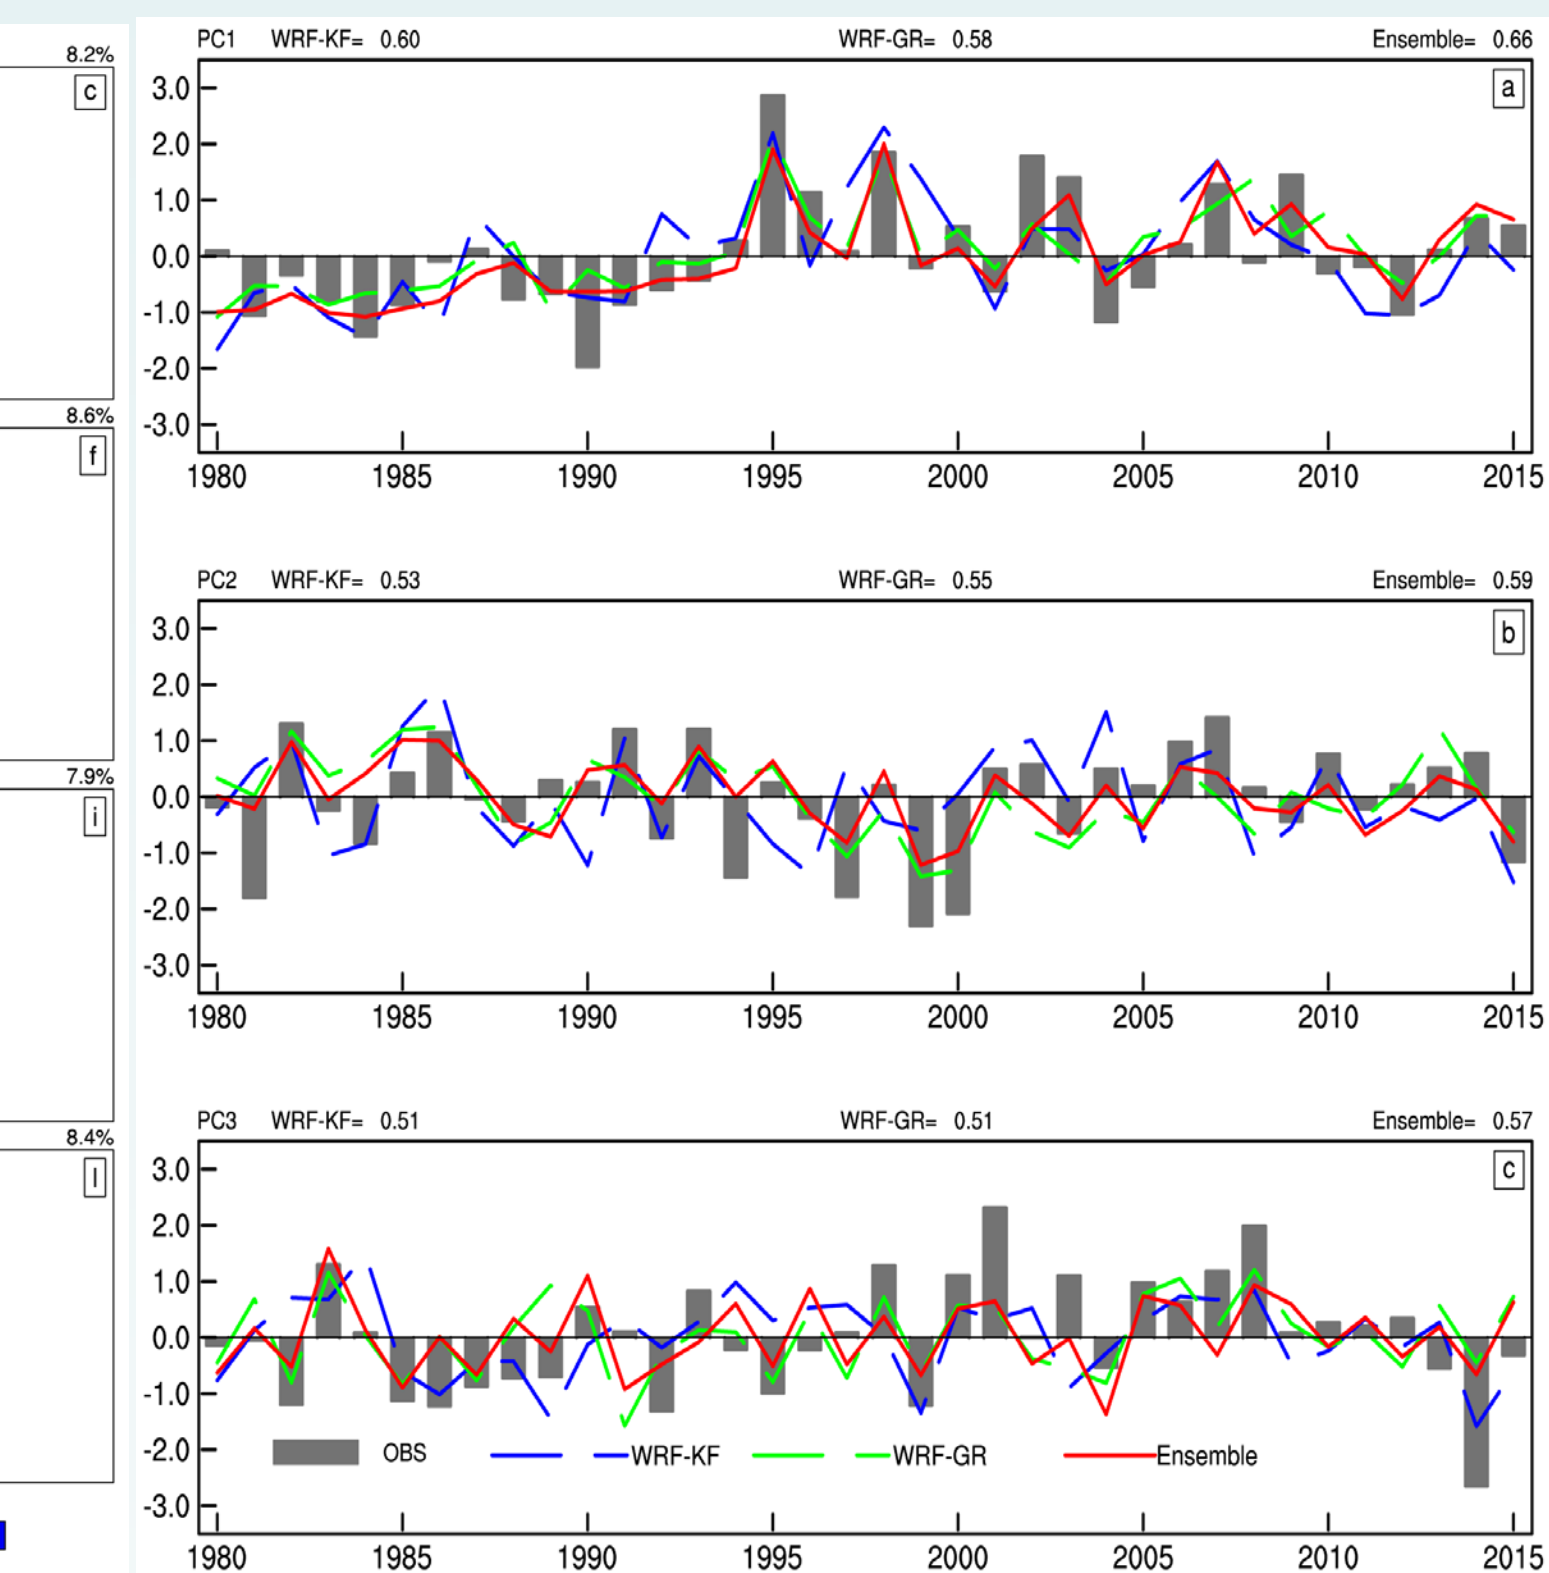 8.2%
c
8.6%
f
7.9%
i
8.4%
l
PC1 WRF-KF= 0.60 WRF-GR= 0.58 Ensemble= 0.66
a
3.0
2.0
1.0
0.0
-1.0
-2.0
-3.0
1980 1985 1990 1995 2000 2005 2010 2015
PC2 WRF-KF= 0.53 WRF-GR= 0.55 Ensemble= 0.59
b
3.0
2.0
1.0
0.0
-1.0
-2.0
-3.0
1980 1985 1990 1995 2000 2005 2010 2015
PC3 WRF-KF= 0.51 WRF-GR= 0.51 Ensemble= 0.57
c
3.0
2.0
1.0
0.0
-1.0
-2.0
-3.0
OBS WRF-KF WRF-GR Ensemble
1980 1985 1990 1995 2000 2005 2010 2015